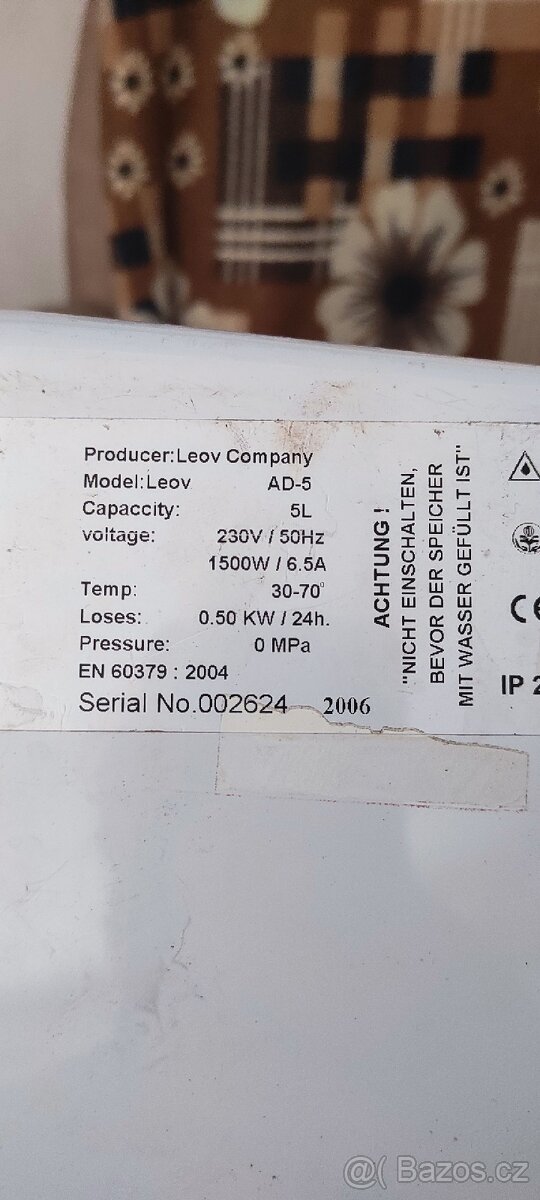 Producer:Leov Company
Model:Leov AD-5
Capaccity: 5L
voltage: 230V / 50Hz
1500W / 6.5A
Temp: 30-70°
Loses: 0.50 KW / 24h.
Pressure: 0 MPa
EN 60379 : 2004
Serial No.002624 2006
ACHTUNG !
"NICHT EINSCHALTEN,
BEVOR DER SPEICHER
MIT WASSER GEFÜLLT IST"
CE
IP 2
@( Bazos.cz